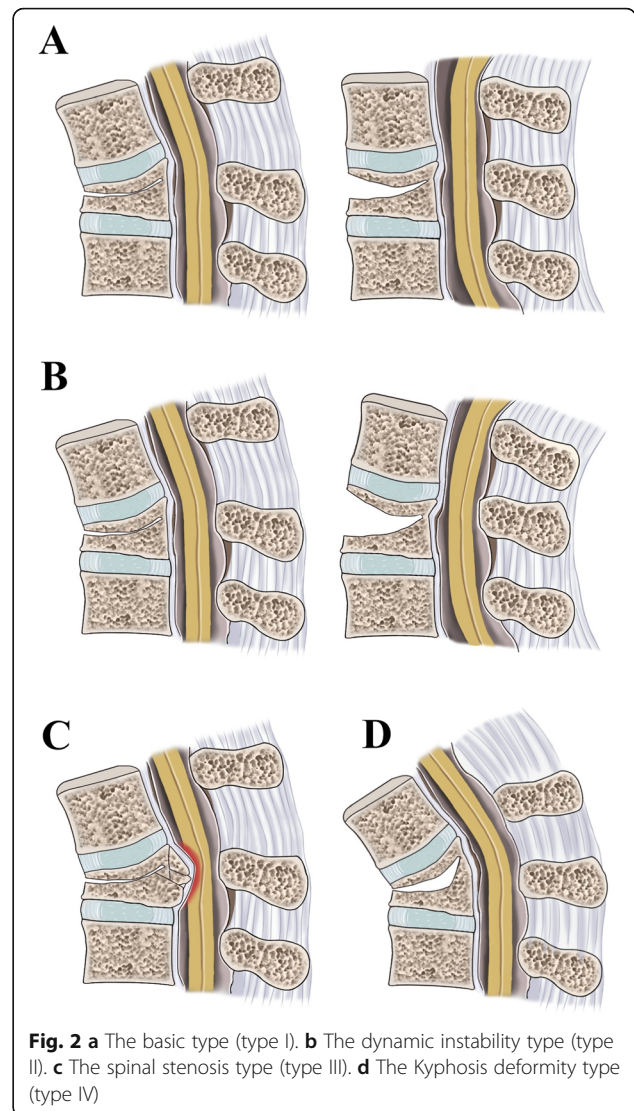 A
B
C D
Fig. 2 a The basic type (type I). b The dynamic instability type (type
II). c The spinal stenosis type (type III). d The Kyphosis deformity type
(type IV)